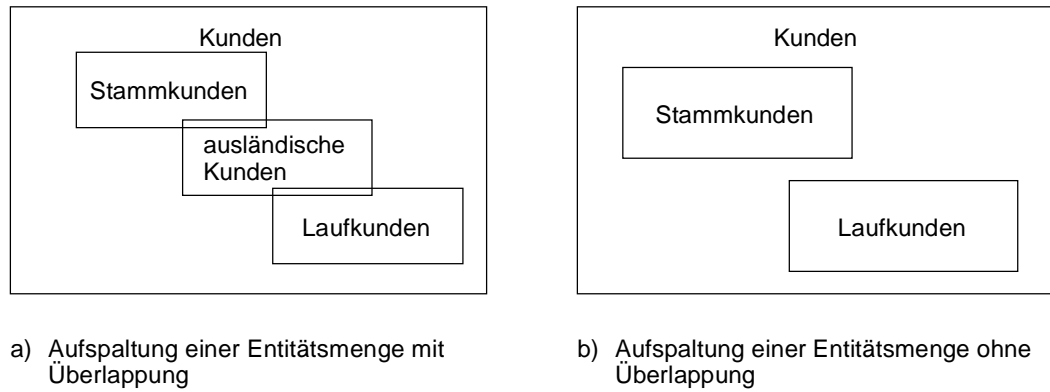 Kunden
Stammkunden
ausländische
Kunden
Laufkunden
a) Aufspaltung einer Entitätsmenge mit
Überlappung
Kunden
Stammkunden
Laufkunden
b) Aufspaltung einer Entitätsmenge ohne
Überlappung